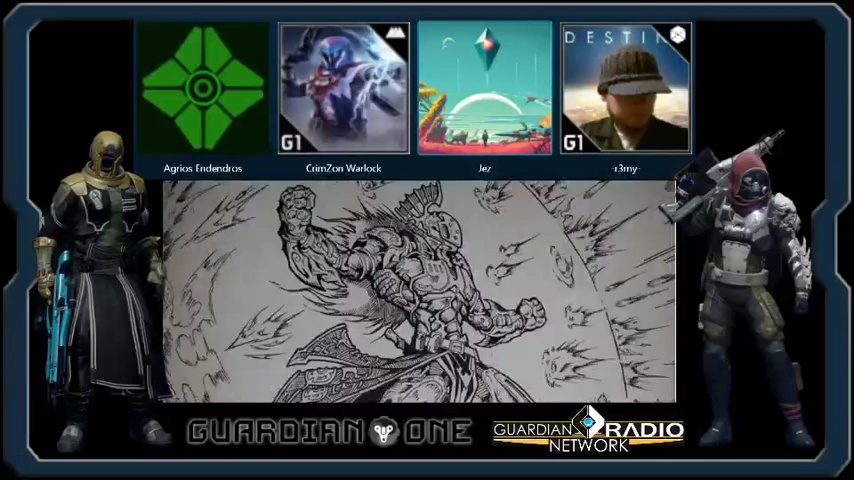 DESTIN
G1
G1
Agrios Endendros
CrimZon Warlock
Jez
-r3my-
GUARDIAN ONE
GUARDIAN RADIO
NETWORK